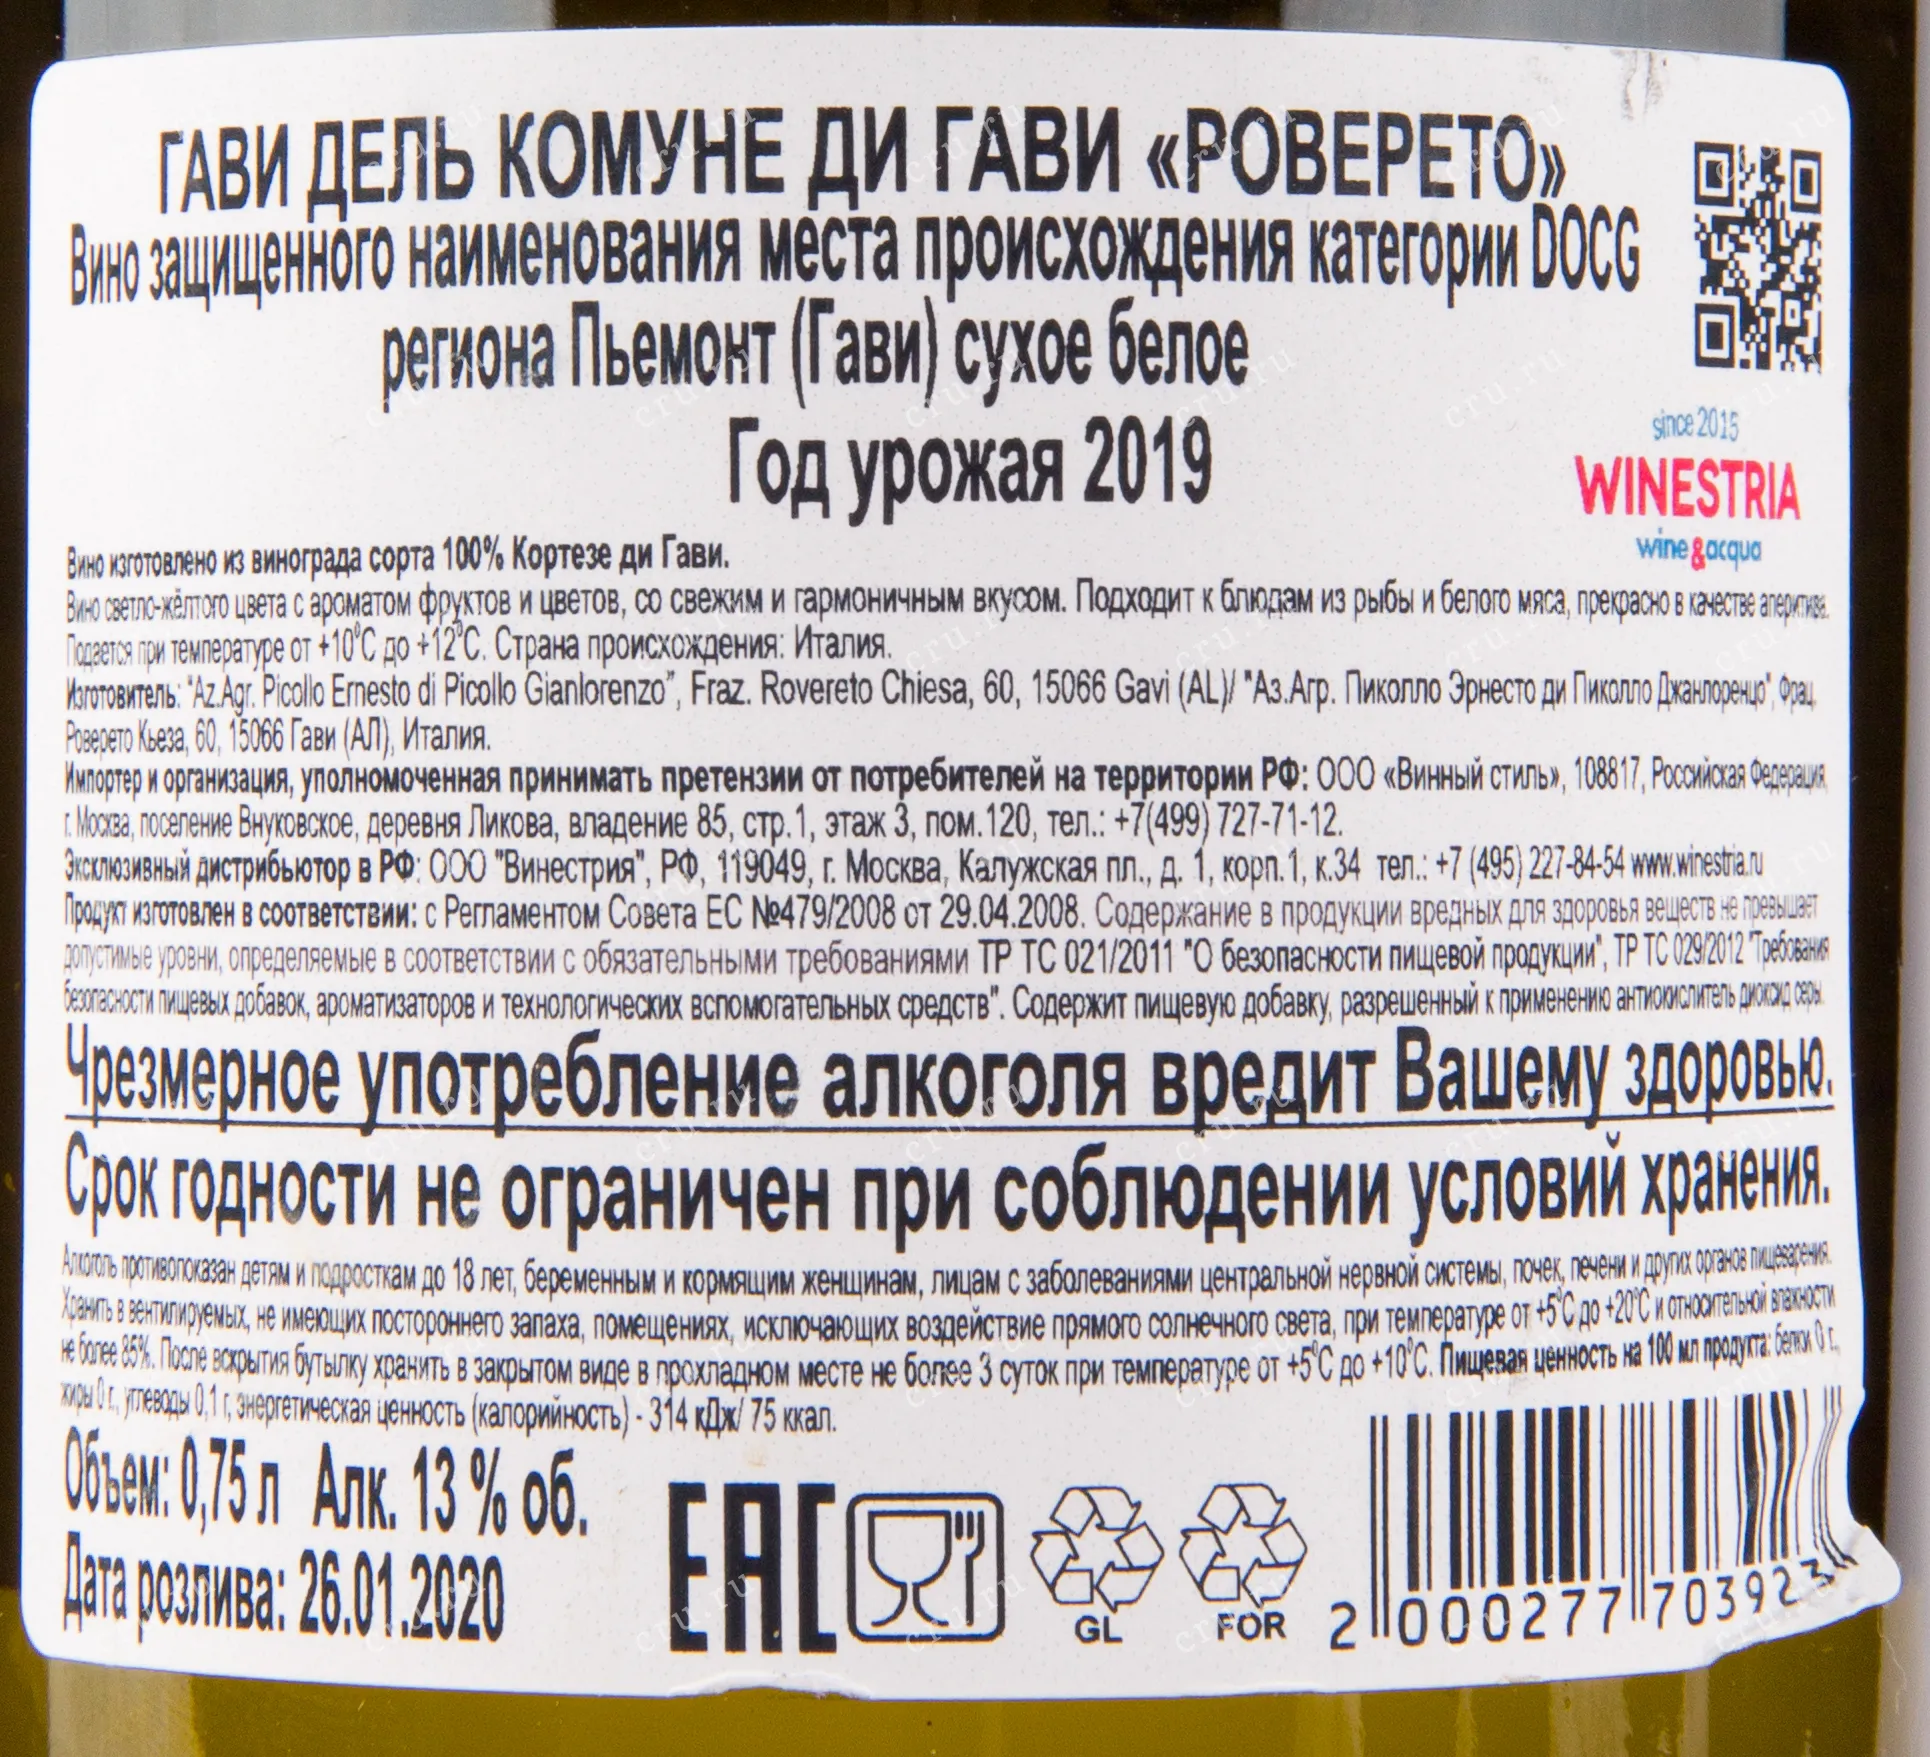 ГАВИ ДЕЛЬ КОМУНЕ ДИ ГАВИ «РОВЕРЕТО»
Вино защищенного наименования места происхождения категории DOCG
региона Пьемонт (Гави) сухое белое
Год урожая 2019
since 2015
WINESTRIA
wine&acqua
Вино изготовлено из винограда сорта 100% Кортезе ди Гави.
Вино светло-жёлтого цвета с ароматом фруктов и цветов, со свежим и гармоничным вкусом. Подходит к блюдам из рыбы и белого мяса, прекрасно в качестве аперитива.
Подается при температуре от +10°С до +12°С. Страна происхождения: Италия.
Изготовитель: "Az.Agr. Picollo Ernesto di Picollo Gianlorenzo", Fraz. Rovereto Chiesa, 60, 15066 Gavi (AL)/ "Аз.Агр. Пиколло Эрнесто ди Пиколло Джанлоренцо", Фрац.
Роверето Кьеза, 60, 15066 Гави (АЛ), Италия.
Импортер и организация, уполномоченная принимать претензии от потребителей на территории РФ: ООО «Винный стиль», 108817, Российская Федерация,
г. Москва, поселение Внуковское, деревня Ликова, владение 85, стр.1, этаж 3, пом.120, тел.: +7(499) 727-71-12.
Эксклюзивный дистрибьютор в РФ: ООО "Винестрия", РФ, 119049, г. Москва, Калужская пл., д. 1, корп.1, к.34 тел.: +7 (495) 227-84-54 www.winestria.ru
Продукт изготовлен в соответствии: с Регламентом Совета ЕС №479/2008 от 29.04.2008. Содержание в продукции вредных для здоровья веществ не превышает
допустимые уровни, определяемые в соответствии с обязательными требованиями ТР ТС 021/2011 "О безопасности пищевой продукции", ТР ТС 029/2012 "Требования
безопасности пищевых добавок, ароматизаторов и технологических вспомогательных средств". Содержит пищевую добавку, разрешенный к применению антиокислитель диоксид серы.
Чрезмерное употребление алкоголя вредит Вашему здоровью.
Срок годности не ограничен при соблюдении условий хранения.
Алкоголь противопоказан детям и подросткам до 18 лет, беременным и кормящим женщинам, лицам с заболеваниями центральной нервной системы, почек, печени и других органов пищеварения.
Хранить в вентилируемых, не имеющих постороннего запаха, помещениях, исключающих воздействие прямого солнечного света, при температуре от +5°С до +20°С и относительной влажности
не более 85%. После вскрытия бутылку хранить в закрытом виде в прохладном месте не более 3 суток при температуре от +5°С до +10°С. Пищевая ценность на 100 мл продукта: белки 0 г.,
жиры 0 г., углеводы 0,1 г, энергетическая ценность (калорийность) - 314 кДж/ 75 ккал.
Объем: 0,75 л Алк. 13 % об.
Дата розлива: 26.01.2020
ЕАС
GL
FOR
2 000277 703923
cru.ru